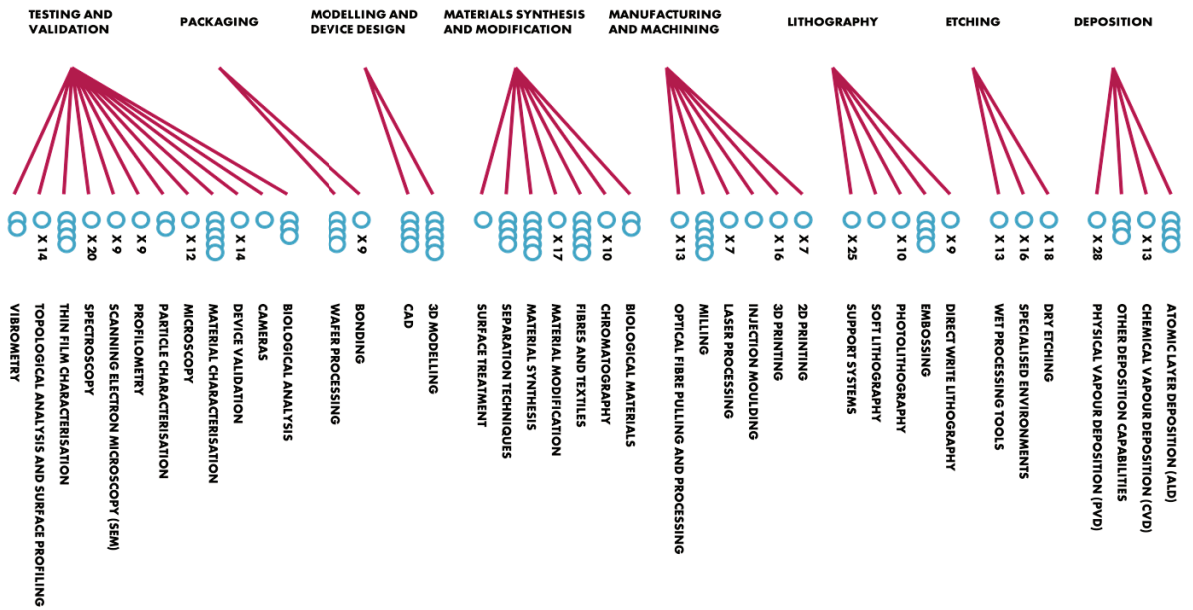 TESTING AND
VALIDATION
PACKAGING
MODELLING AND
DEVICE DESIGN
MATERIALS SYNTHESIS
AND MODIFICATION
MANUFACTURING
AND MACHINING
LITHOGRAPHY
ETCHING
DEPOSITION
X 14
X 20
X 9
X 9
X 12
X 14
X 9
X 17
X 10
X 13
X 7
X 16
X 7
X 25
X 10
X 9
X 13
X 16
X 18
X 28
X 13
VIBROMETRY
TOPOLOGICAL ANALYSIS AND SURFACE PROFILING
THIN FILM CHARACTERISATION
SPECTROSCOPY
SCANNING ELECTRON MICROSCOPY (SEM)
PROFILOMETRY
PARTICLE CHARACTERISATION
MICROSCOPY
MATERIAL CHARACTERISATION
DEVICE VALIDATION
CAMERAS
BIOLOGICAL ANALYSIS
WAFER PROCESSING
BONDING
CAD
3D MODELLING
SURFACE TREATMENT
SEPARATION TECHNIQUES
MATERIAL SYNTHESIS
MATERIAL MODIFICATION
FIBRES AND TEXTILES
CHROMATOGRAPHY
BIOLOGICAL MATERIALS
OPTICAL FIBRE PULLING AND PROCESSING
MILLING
LASER PROCESSING
INJECTION MOULDING
3D PRINTING
2D PRINTING
SUPPORT SYSTEMS
SOFT LITHOGRAPHY
PHOTOLITHOGRAPHY
EMBOSSING
DIRECT WRITE LITHOGRAPHY
WET PROCESSING TOOLS
SPECIALISED ENVIRONMENTS
DRY ETCHING
PHYSICAL VAPOUR DEPOSITION (PVD)
OTHER DEPOSITION CAPABILITIES
CHEMICAL VAPOUR DEPOSITION (CVD)
ATOMIC LAYER DEPOSITION (ALD)